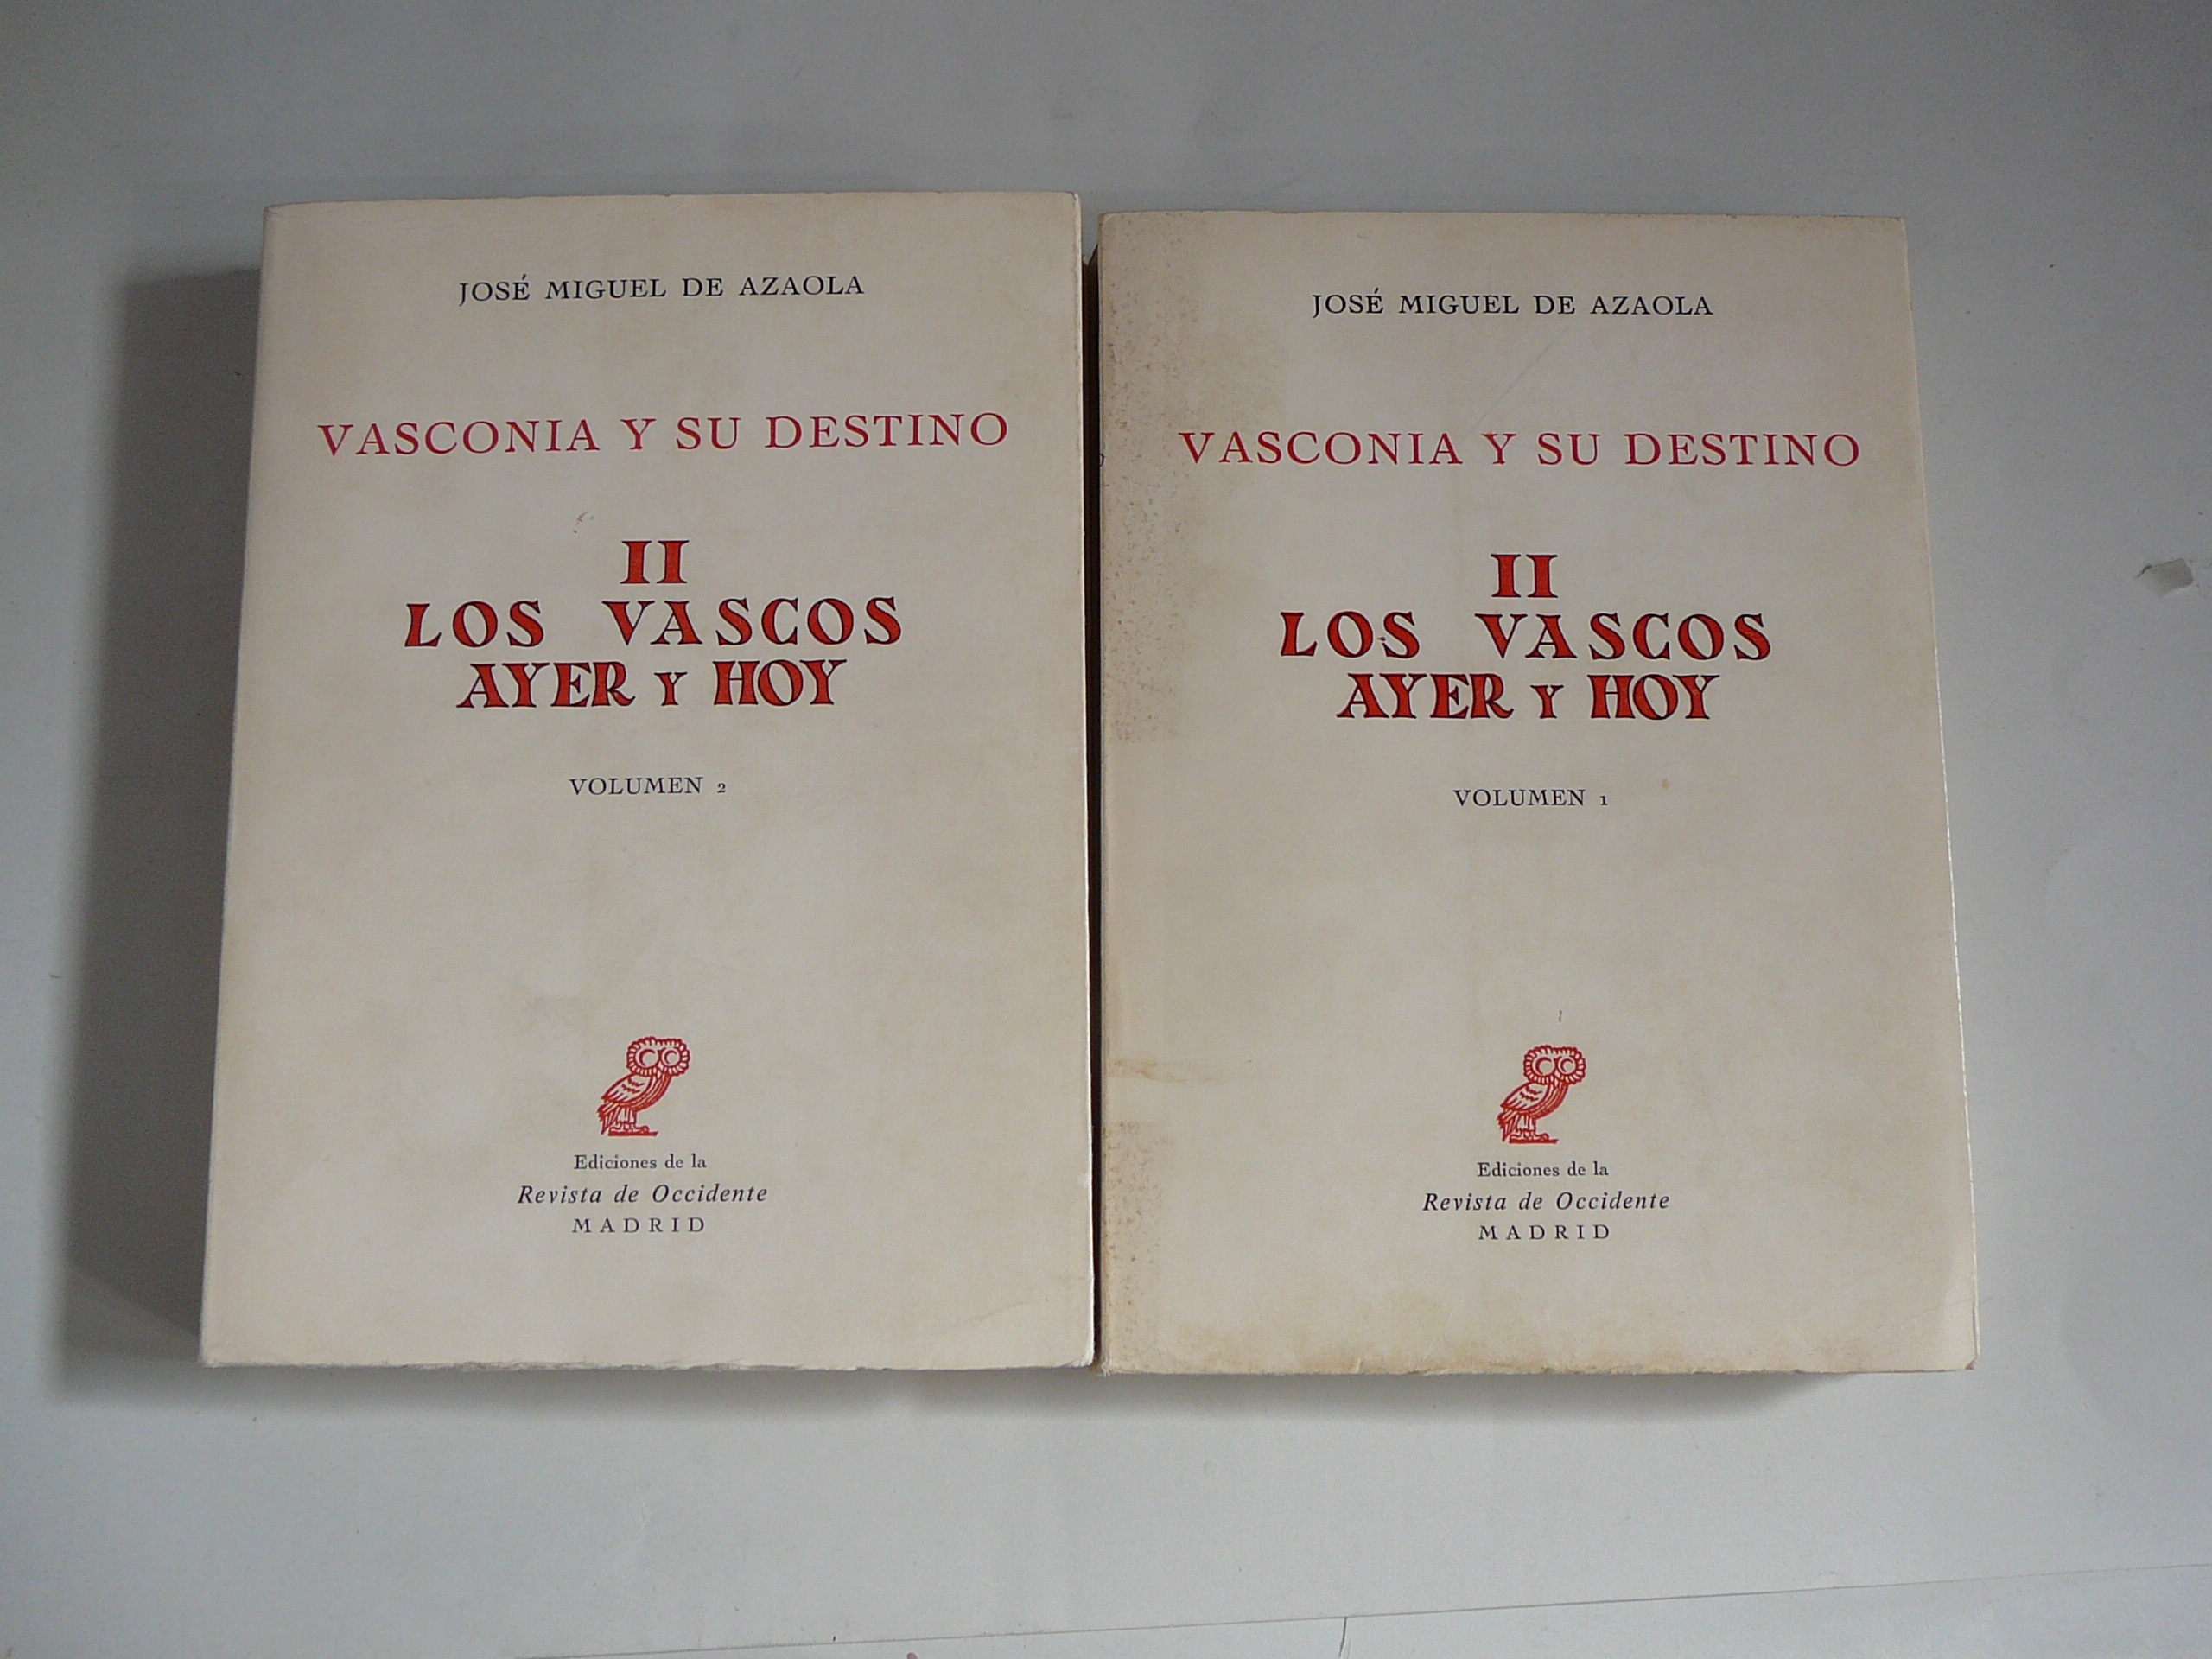 JOSÉ MIGUEL DE AZAOLA
VASCONIA Y SU DESTINO
II
LOS VASCOS
AYER Y HOY
VOLUMEN 2
Ediciones de la
Revista de Occidente
MADRID
JOSÉ MIGUEL DE AZAOLA
VASCONIA Y SU DESTINO
II
LOS VASCOS
AYER Y HOY
VOLUMEN 1
Ediciones de la
Revista de Occidente
MADRID